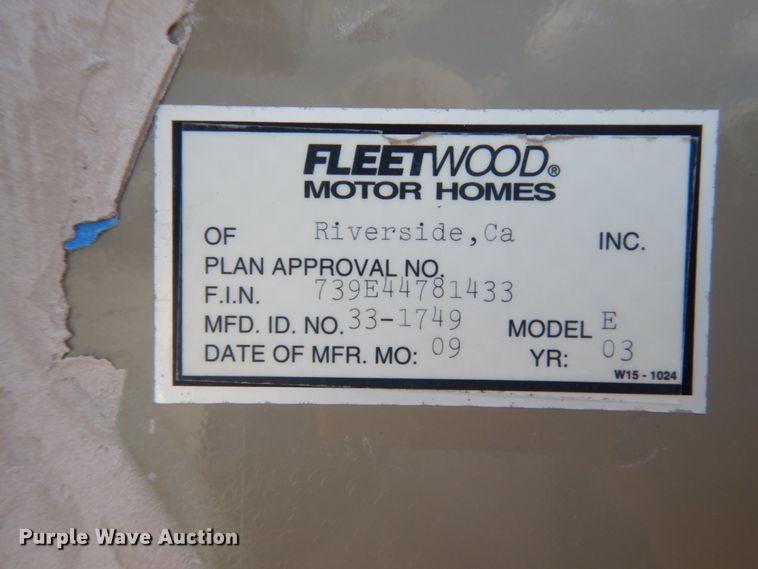 FLEETWOOD®
MOTOR HOMES
OF Riverside,Ca INC.
PLAN APPROVAL NO.
F.I.N. 739E44781433
MFD. ID. NO. 33-1749 MODEL E
DATE OF MFR. MO: 09 YR: 03
W15 - 1024
Purple Wave Auction